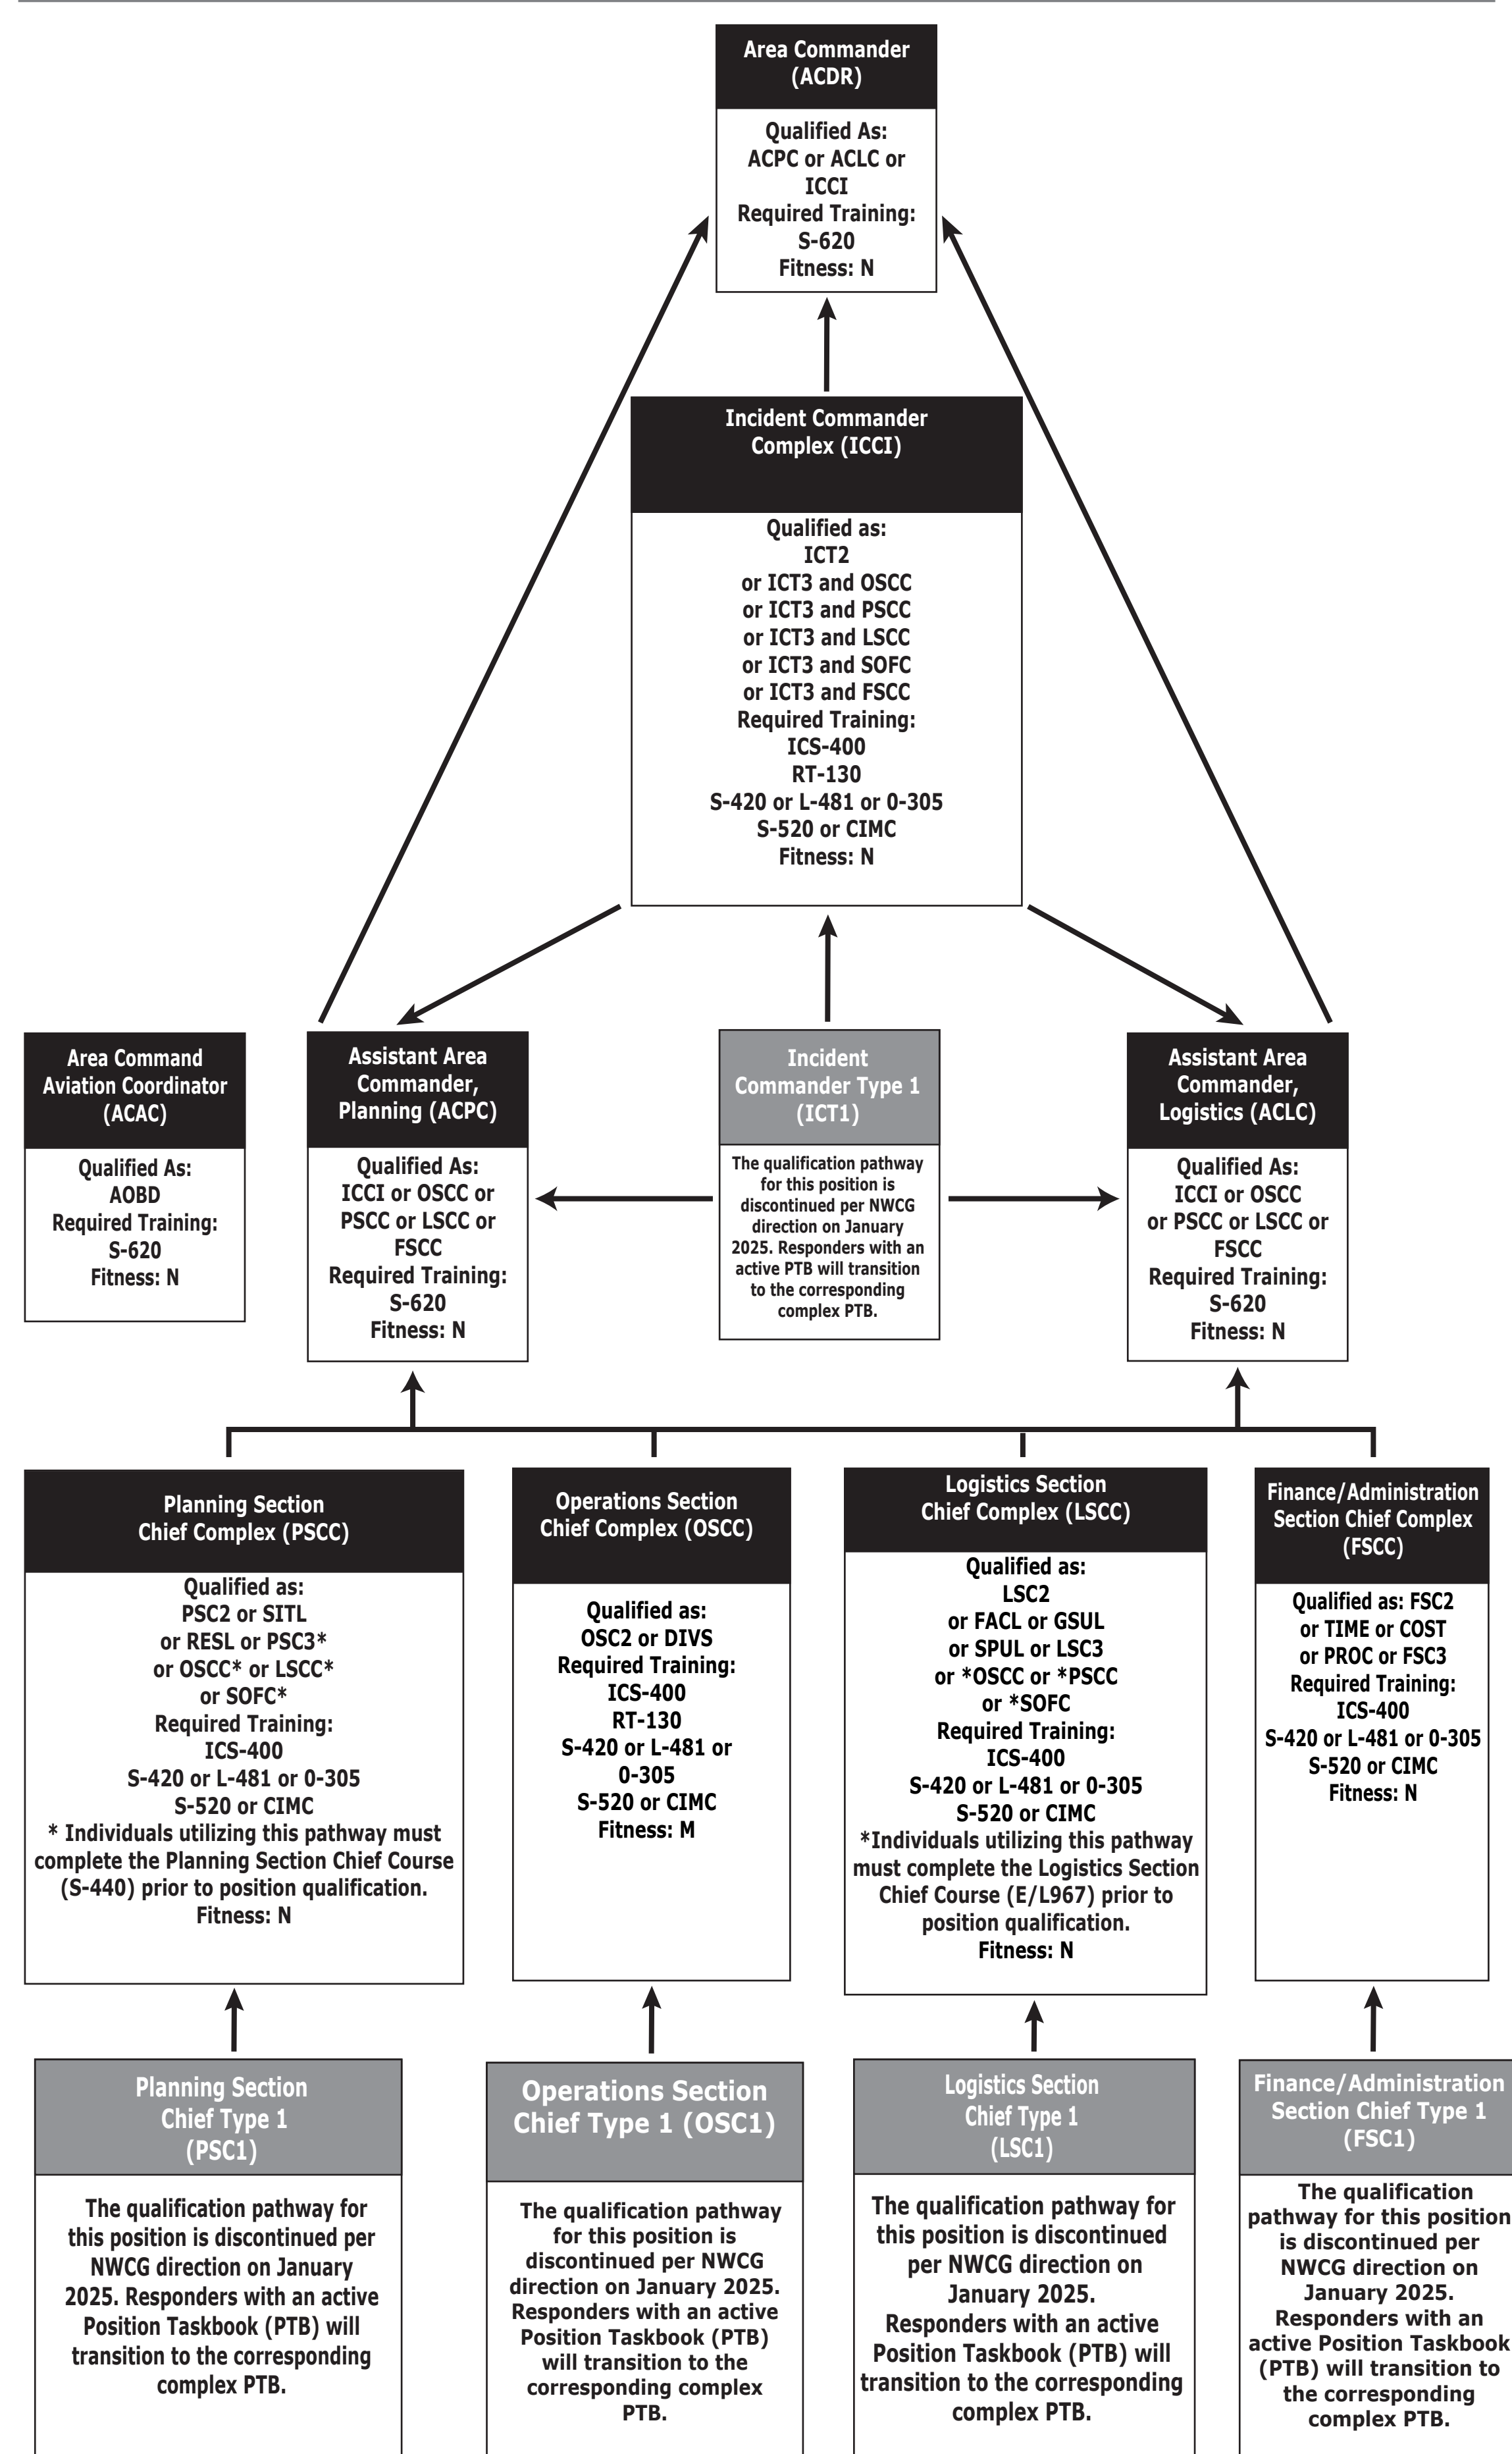 Area Commander
(ACDR)
Qualified As:
ACPC or ACLC or
ICCI
Required Training:
S-620
Fitness: N
Incident Commander
Complex (ICCI)
Qualified as:
ICT2
or ICT3 and OSCC
or ICT3 and PSCC
or ICT3 and LSCC
or ICT3 and SOFC
or ICT3 and FSCC
Required Training:
ICS-400
RT-130
S-420 or L-481 or 0-305
S-520 or CIMC
Fitness: N
Area Command
Aviation Coordinator
(ACAC)
Qualified As:
AOBD
Required Training:
S-620
Fitness: N
Assistant Area
Commander,
Planning (ACPC)
Qualified As:
ICCI or OSCC or
PSCC or LSCC or
FSCC
Required Training:
S-620
Fitness: N
Incident
Commander Type 1
(ICT1)
The qualification pathway
for this position is
discontinued per NWCG
direction on January
2025. Responders with an
active PTB will transition
to the corresponding
complex PTB.
Assistant Area
Commander,
Logistics (ACLC)
Qualified As:
ICCI or OSCC
or PSCC or LSCC or
FSCC
Required Training:
S-620
Fitness: N
Planning Section
Chief Complex (PSCC)
Qualified as:
PSC2 or SITL
or RESL or PSC3*
or OSCC* or LSCC*
or SOFC*
Required Training:
ICS-400
S-420 or L-481 or 0-305
S-520 or CIMC
* Individuals utilizing this pathway must
complete the Planning Section Chief Course
(S-440) prior to position qualification.
Fitness: N
Operations Section
Chief Complex (OSCC)
Qualified as:
OSC2 or DIVS
Required Training:
ICS-400
RT-130
S-420 or L-481 or
0-305
S-520 or CIMC
Fitness: M
Logistics Section
Chief Complex (LSCC)
Qualified as:
LSC2
or FACL or GSUL
or SPUL or LSC3
or *OSCC or *PSCC
or *SOFC
Required Training:
ICS-400
S-420 or L-481 or 0-305
S-520 or CIMC
*Individuals utilizing this pathway
must complete the Logistics Section
Chief Course (E/L967) prior to
position qualification.
Fitness: N
Finance/Administration
Section Chief Complex
(FSCC)
Qualified as: FSC2
or TIME or COST
or PROC or FSC3
Required Training:
ICS-400
S-420 or L-481 or 0-305
S-520 or CIMC
Fitness: N
Planning Section
Chief Type 1
(PSC1)
The qualification pathway for
this position is discontinued per
NWCG direction on January
2025. Responders with an active
Position Taskbook (PTB) will
transition to the corresponding
complex PTB.
Operations Section
Chief Type 1 (OSC1)
The qualification pathway
for this position is
discontinued per NWCG
direction on January 2025.
Responders with an active
Position Taskbook (PTB)
will transition to the
corresponding complex
PTB.
Logistics Section
Chief Type 1
(LSC1)
The qualification pathway for
this position is discontinued
per NWCG direction on
January 2025.
Responders with an active
Position Taskbook (PTB) will
transition to the corresponding
complex PTB.
Finance/Administration
Section Chief Type 1
(FSC1)
The qualification
pathway for this position
is discontinued per
NWCG direction on
January 2025.
Responders with an
active Position Taskbook
(PTB) will transition to
the corresponding
complex PTB.